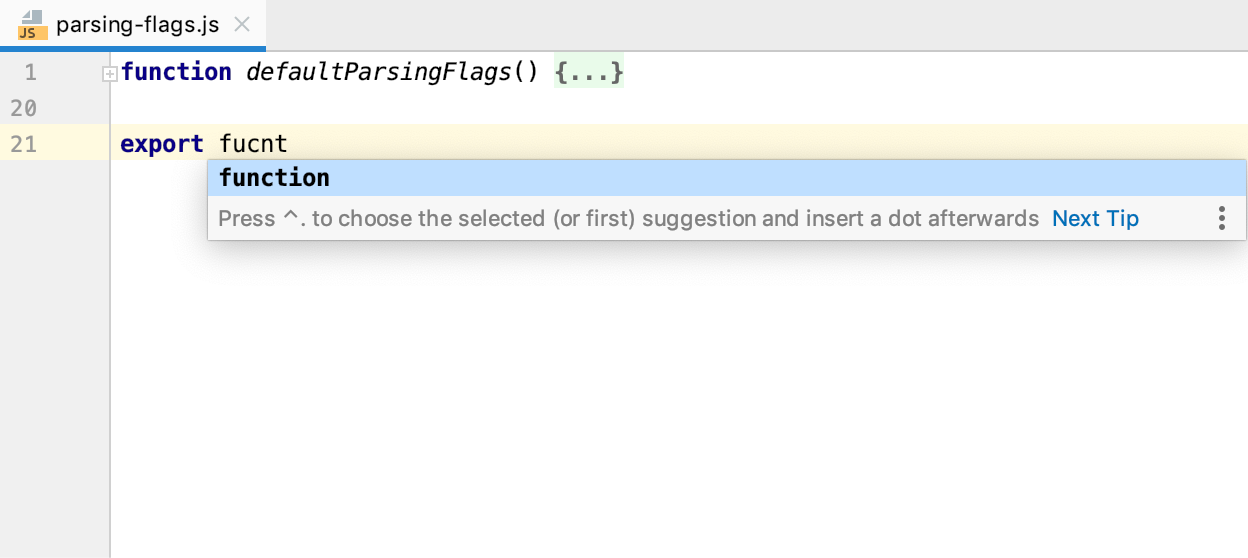 JS parsing-flags.js
1 function defaultParsingFlags() {...}
20
21 export fucnt
function
Press ^. to choose the selected (or first) suggestion and insert a dot afterwards Next Tip